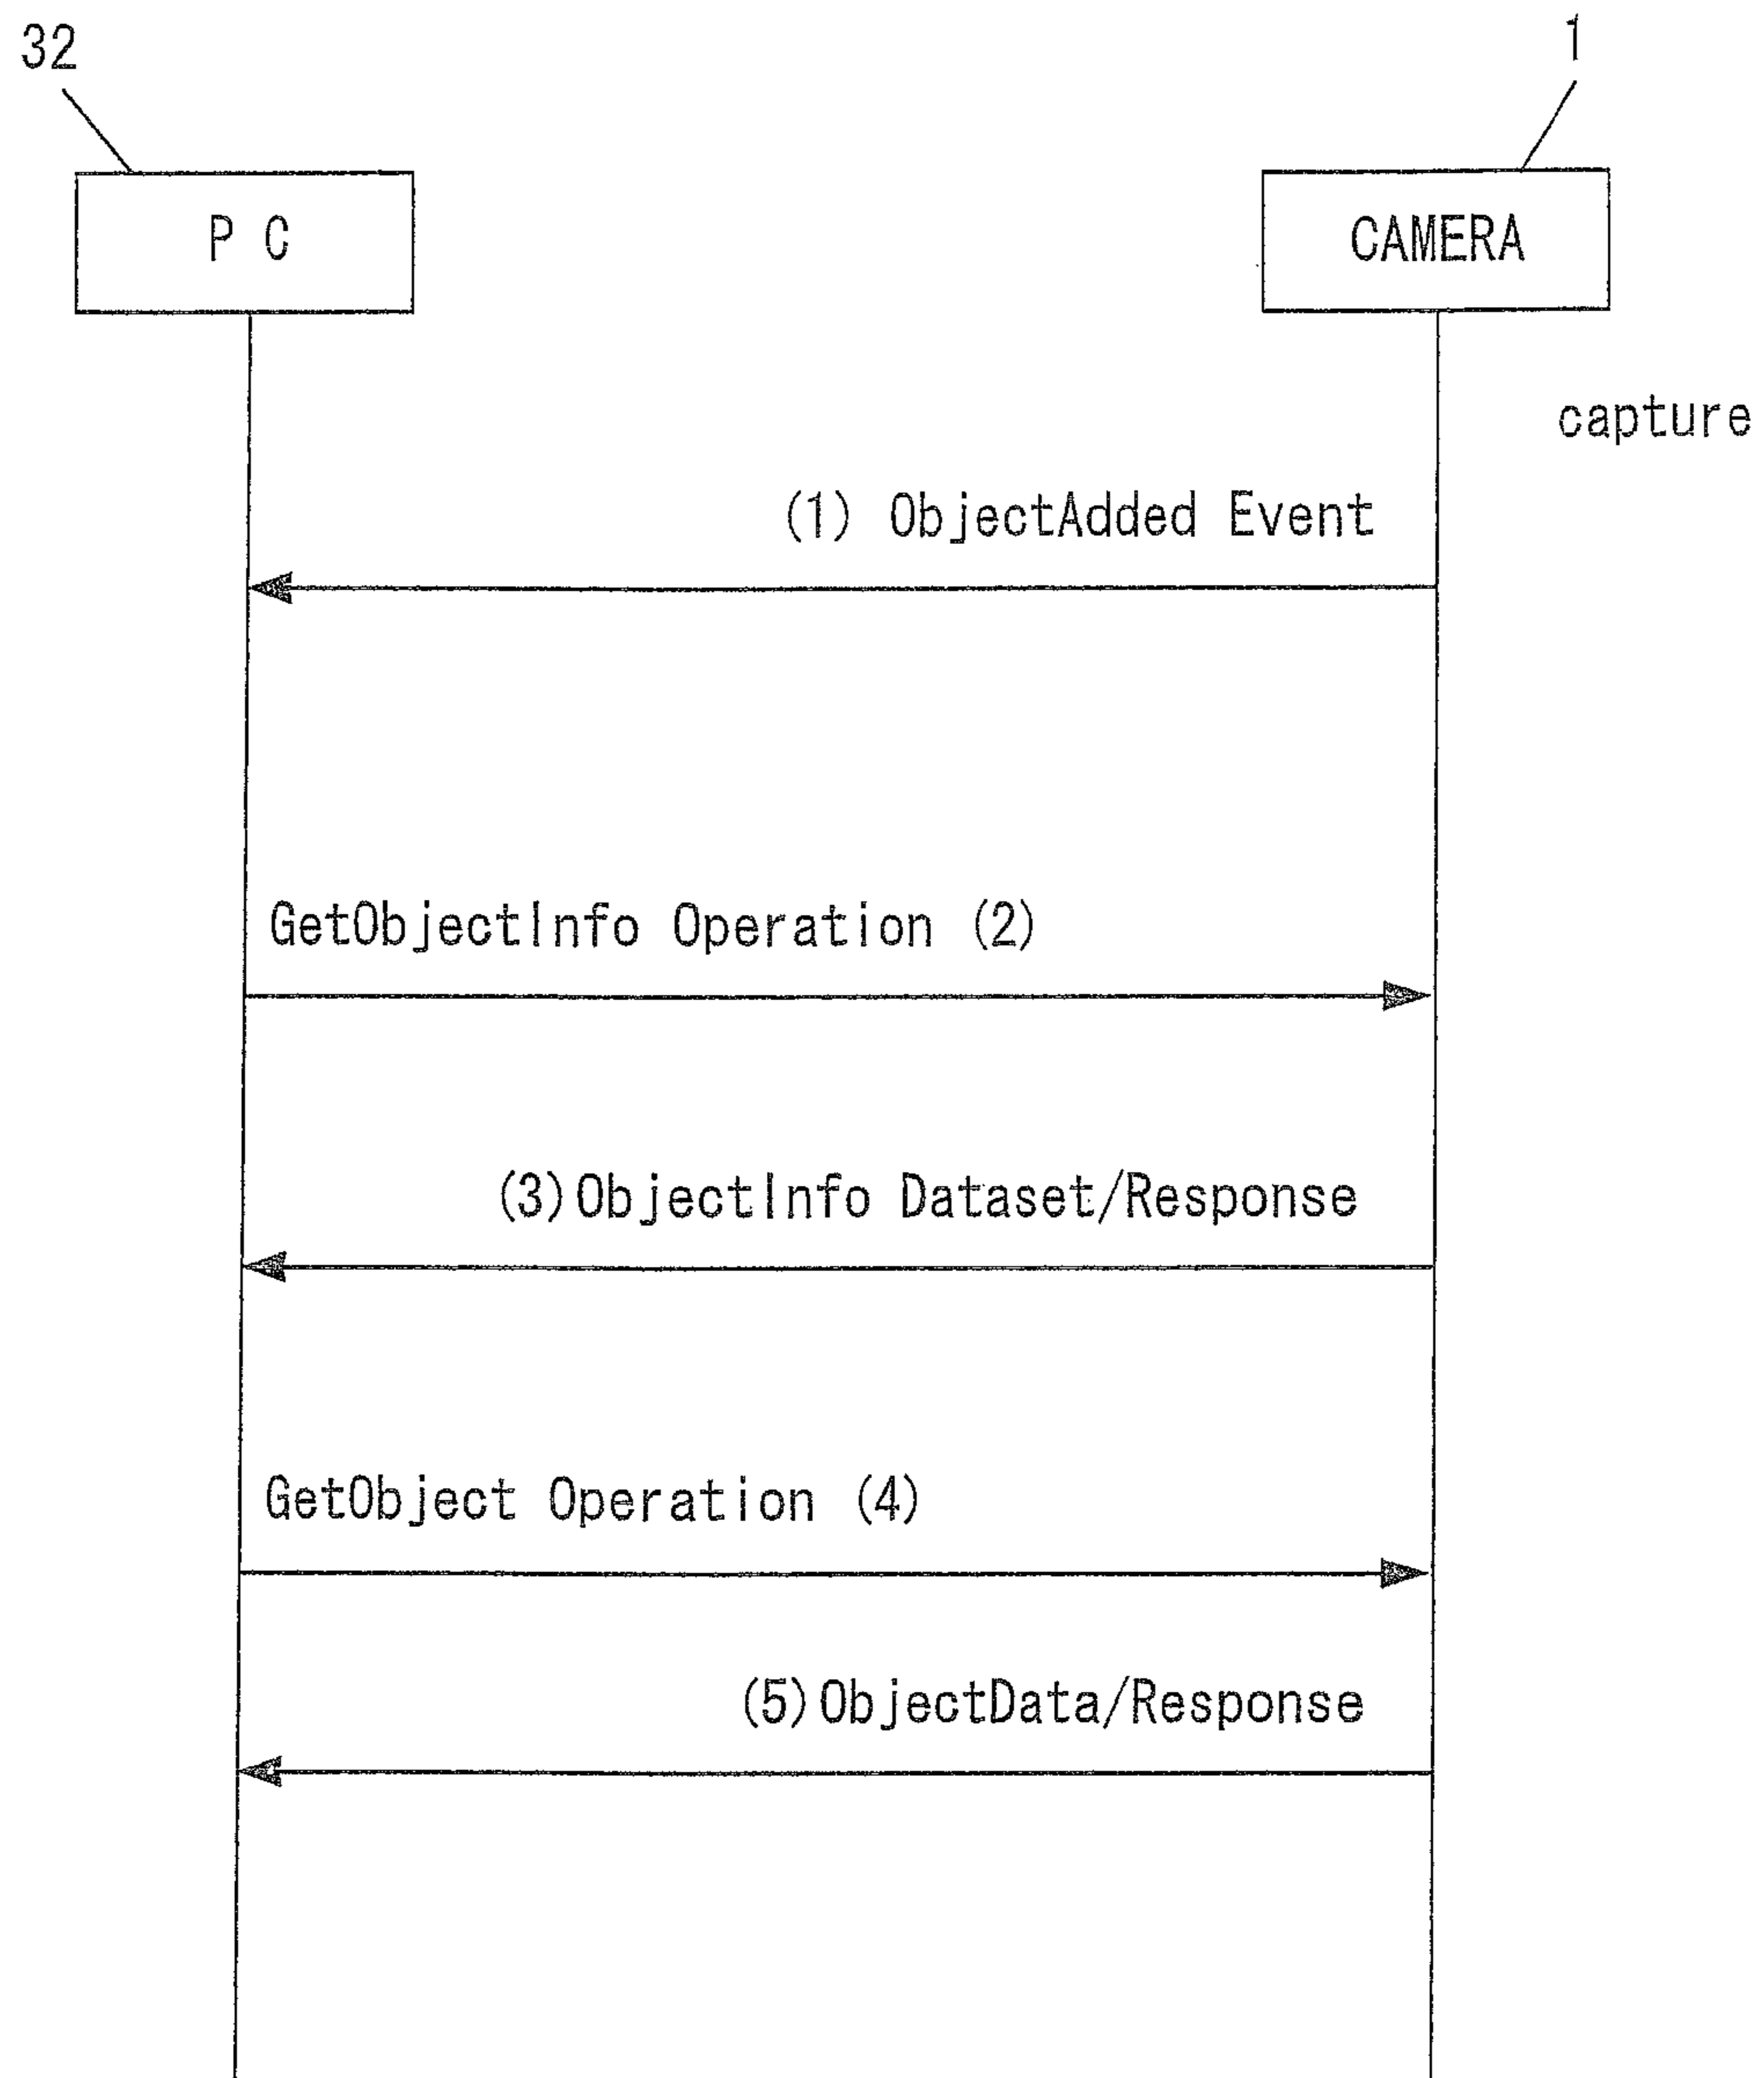 32
1
P C
CAMERA
capture
(1) ObjectAdded Event
GetObjectInfo Operation (2)
(3)ObjectInfo Dataset/Response
GetObject Operation (4)
(5)ObjectData/Response